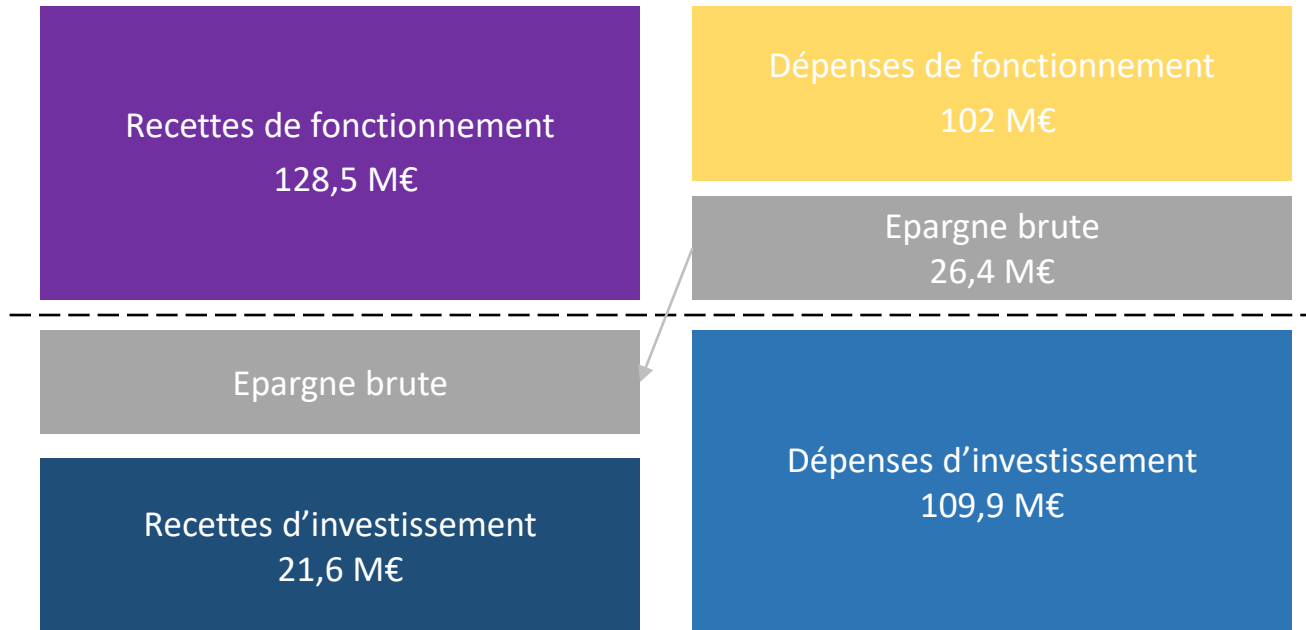 Recettes de fonctionnement
128,5 M€
Dépenses de fonctionnement
102 M€
Epargne brute
26,4 M€
Epargne brute
Recettes d’investissement
21,6 M€
Dépenses d’investissement
109,9 M€